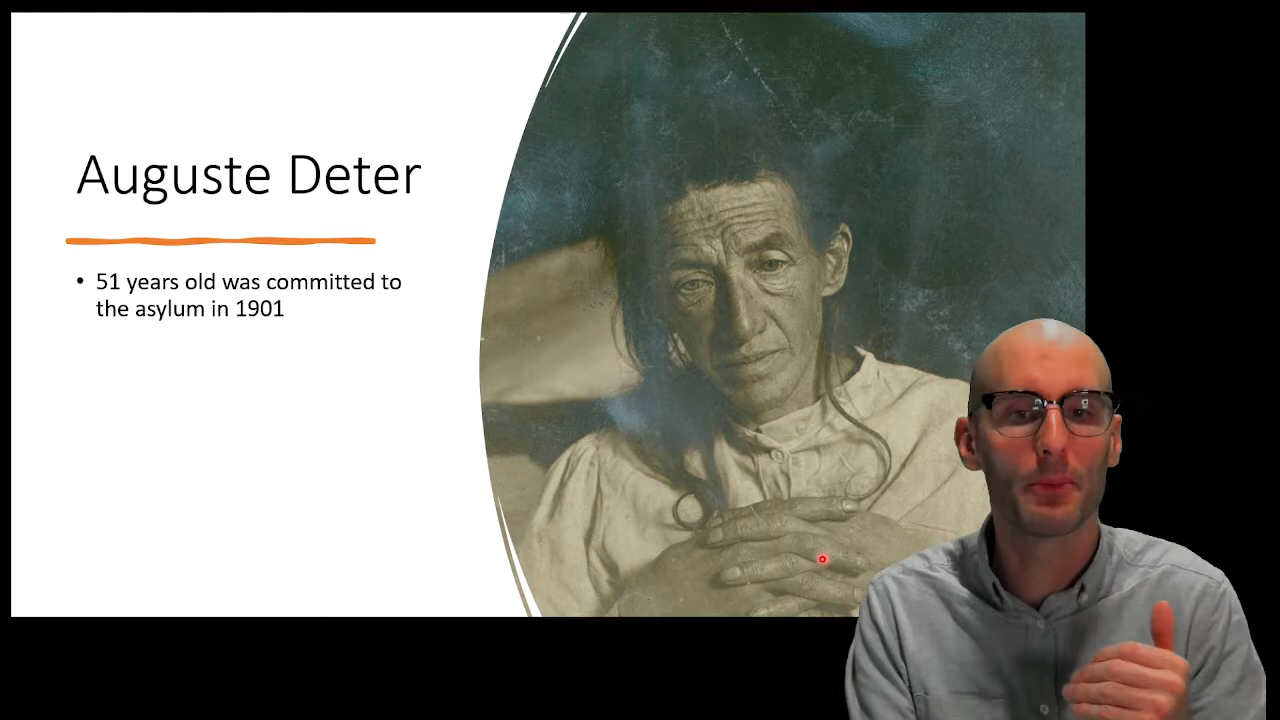 Auguste Deter
• 51 years old was committed to
the asylum in 1901